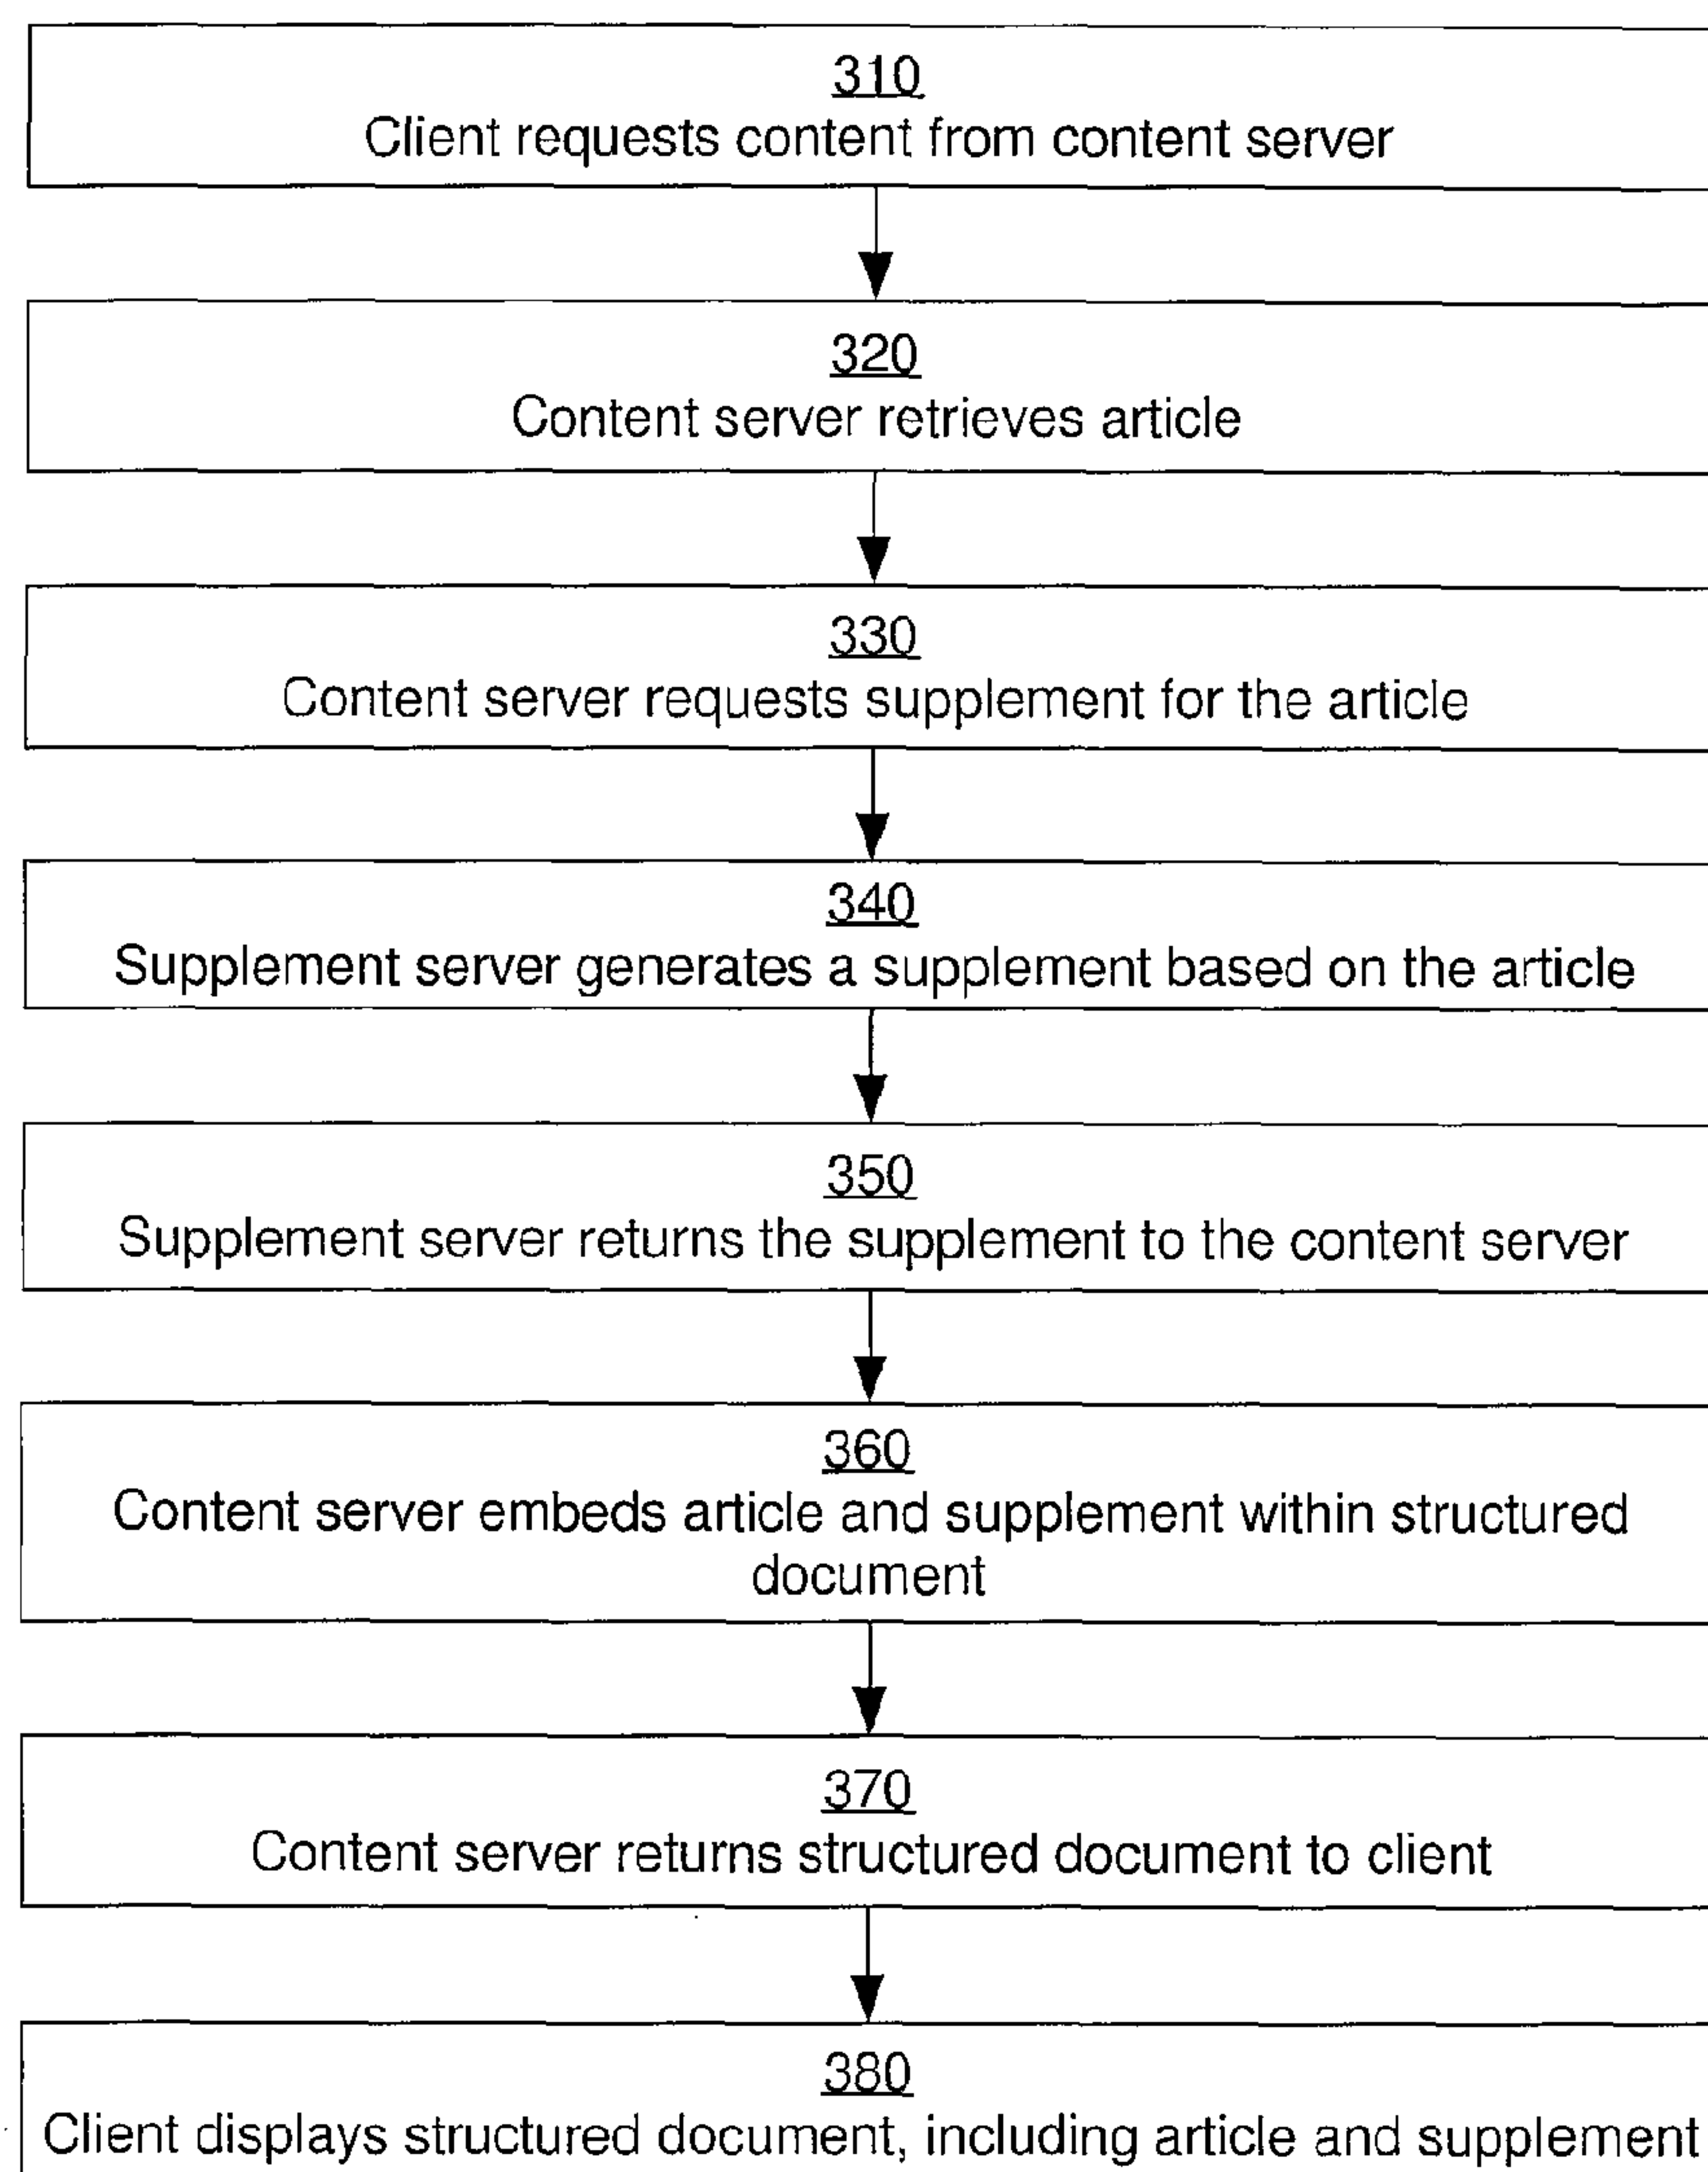 310
Client requests content from content server
320
Content server retrieves article
330
Content server requests supplement for the article
340
Supplement server generates a supplement based on the article
350
Supplement server returns the supplement to the content server
360
Content server embeds article and supplement within structured
document
370
Content server returns structured document to client
380
Client displays structured document, including article and supplement